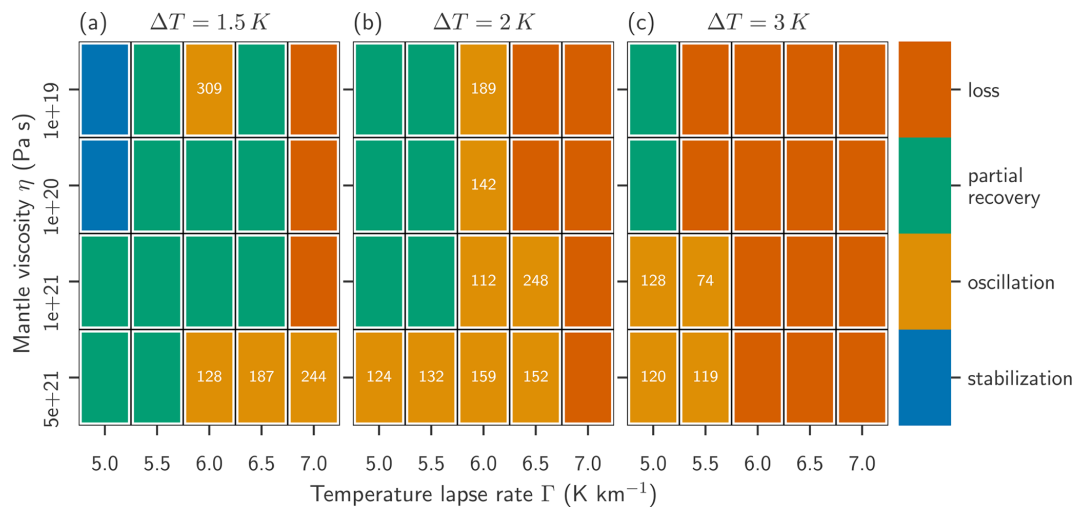 (a) ΔT = 1.5 K
(b) ΔT = 2 K
(c) ΔT = 3 K
Mantle viscosity η (Pa s)
1e+19
1e+20
1e+21
5e+21
309
128 187 244
189
142
112 248
124 132 159 152
128 74
120 119
loss
partial
recovery
oscillation
stabilization
5.0 5.5 6.0 6.5 7.0
5.0 5.5 6.0 6.5 7.0
5.0 5.5 6.0 6.5 7.0
Temperature lapse rate Γ (K km⁻¹)